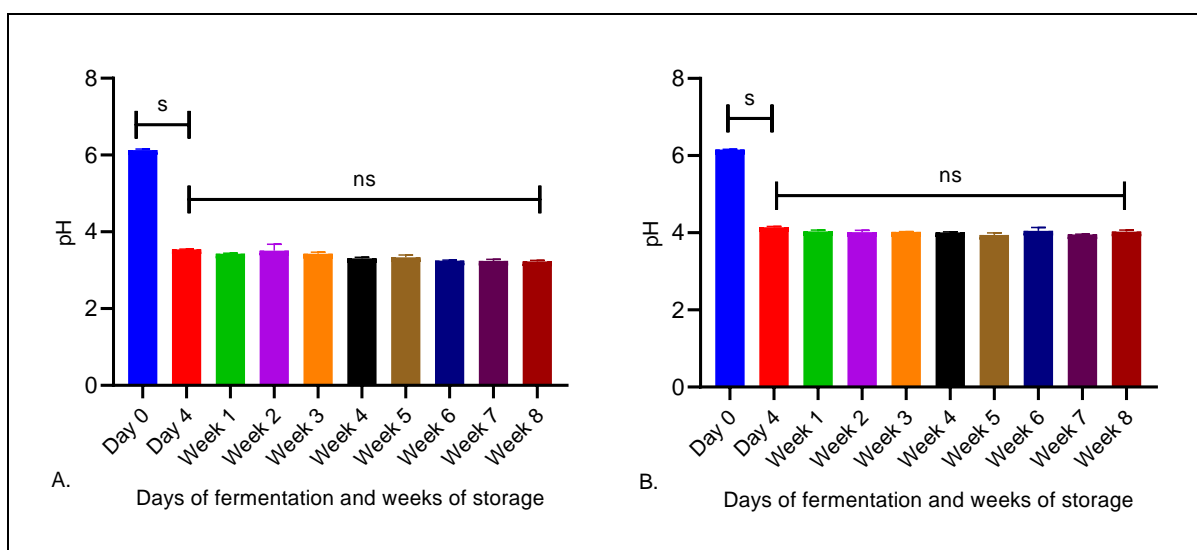 8
6
4
2
0
pH
s
ns
Day 0
Day 4
Week 1
Week 2
Week 3
Week 4
Week 5
Week 6
Week 7
Week 8
A.
Days of fermentation and weeks of storage
8
6
4
2
0
pH
s
ns
Day 0
Day 4
Week 1
Week 2
Week 3
Week 4
Week 5
Week 6
Week 7
Week 8
B.
Days of fermentation and weeks of storage